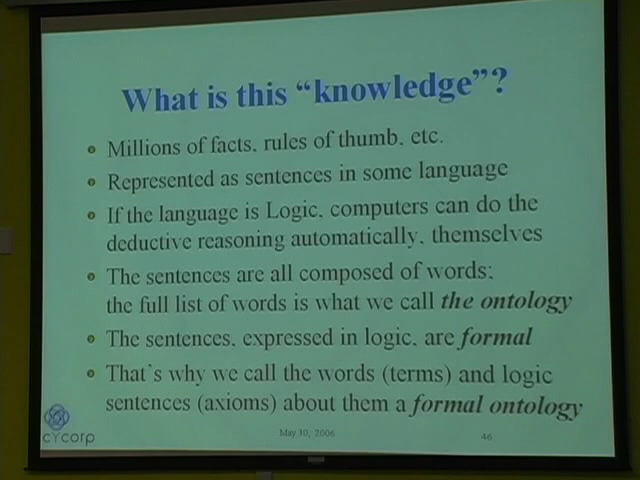 What is this “knowledge”?
Millions of facts, rules of thumb, etc.
Represented as sentences in some language
If the language is Logic, computers can do the
deductive reasoning automatically, themselves
The sentences are all composed of words;
the full list of words is what we call the ontology
The sentences, expressed in logic, are formal
That's why we call the words (terms) and logic
sentences (axioms) about them a formal ontology
cycorp
May 10, 2006
46